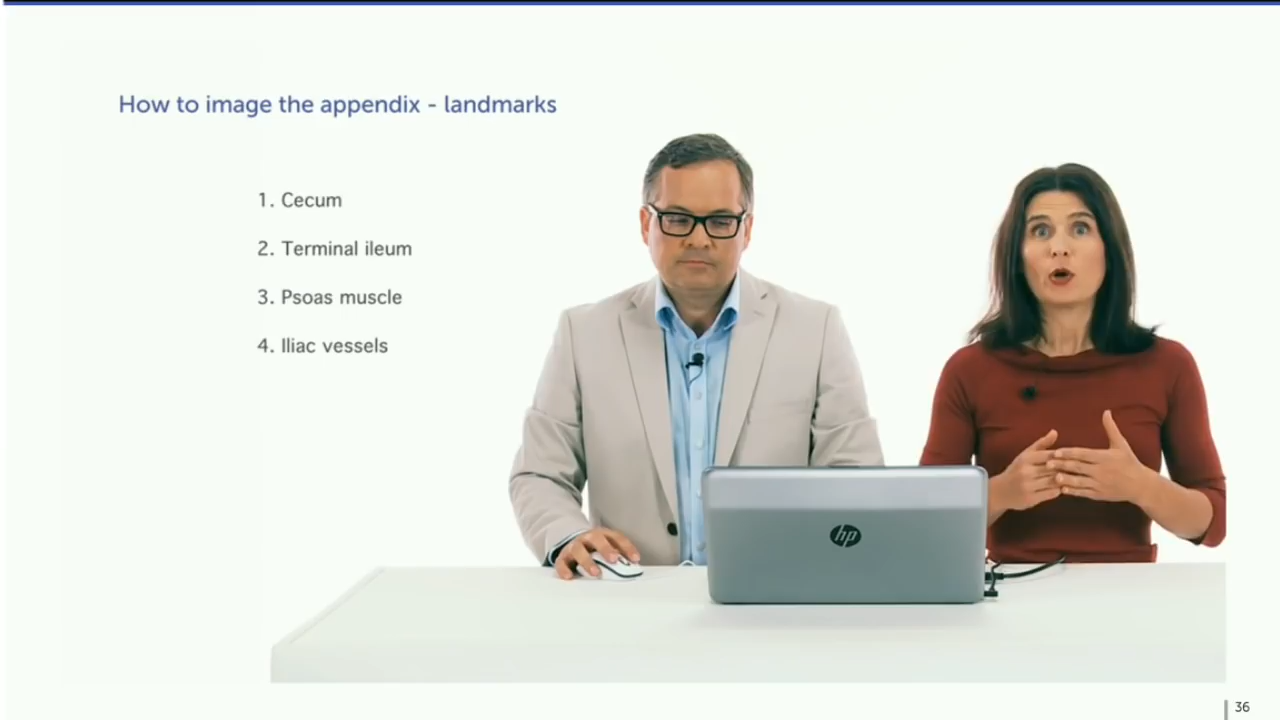 How to image the appendix - landmarks
1. Cecum
2. Terminal ileum
3. Psoas muscle
4. Iliac vessels
hp
36